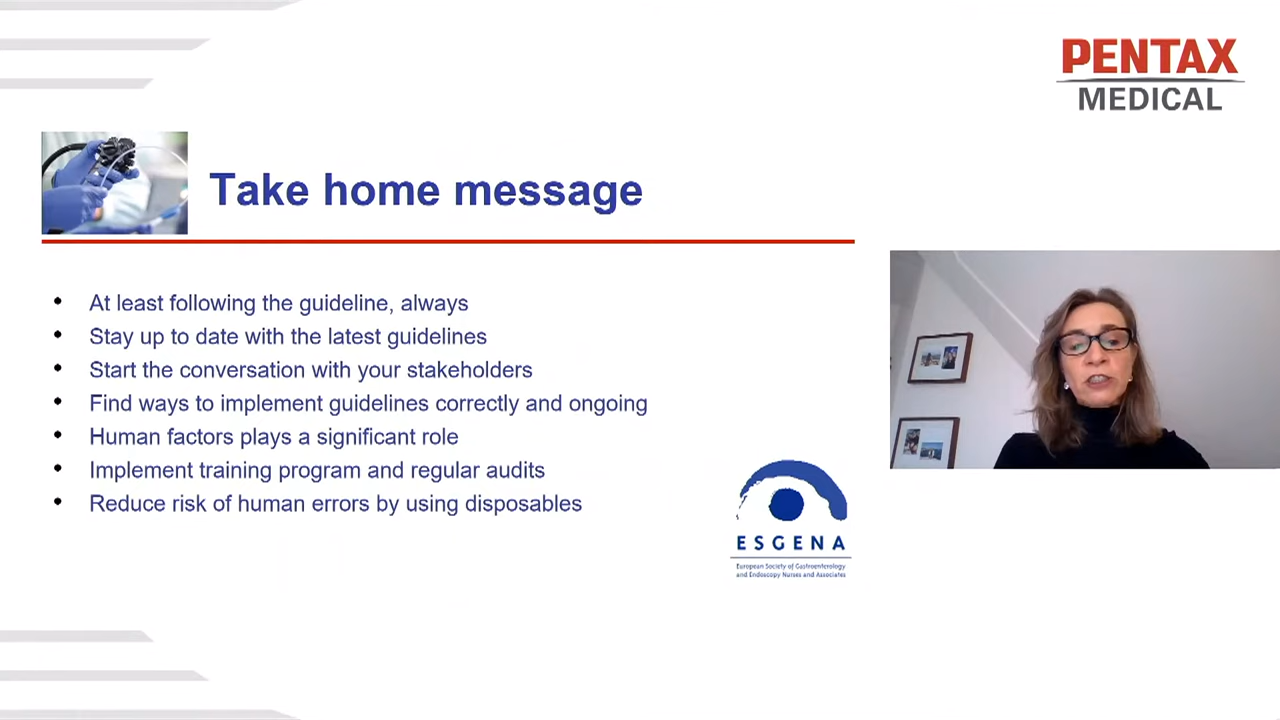 PENTAX
MEDICAL
Take home message
• At least following the guideline, always
• Stay up to date with the latest guidelines
• Start the conversation with your stakeholders
• Find ways to implement guidelines correctly and ongoing
• Human factors plays a significant role
• Implement training program and regular audits
• Reduce risk of human errors by using disposables
ESGENA
European Society of Gastroenterology
and Endoscopy Nurses and Associates